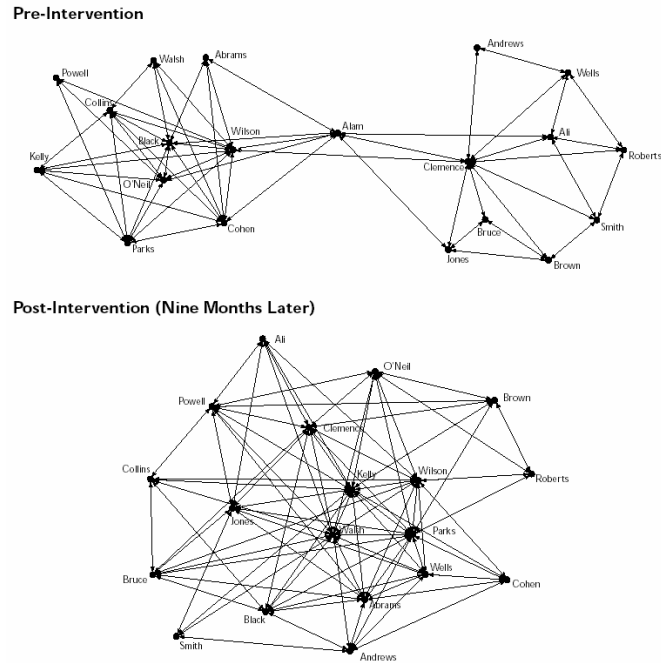 Pre-Intervention
Andrews
Walsh
Abrams
Powell
Wells
Collins
Wilson
Alam
Black
Ali
Roberts
Kelly
Clemence
O'Neil
Cohen
Smith
Bruce
Parks
Jones
Brown
Post-Intervention (Nine Months Later)
Ali
O'Neil
Powell
Brown
Clemence
Collins
Kelly
Wilson
Roberts
Jones
Walsh
Parks
Bruce
Wells
Cohen
Abrams
Black
Smith
Andrews